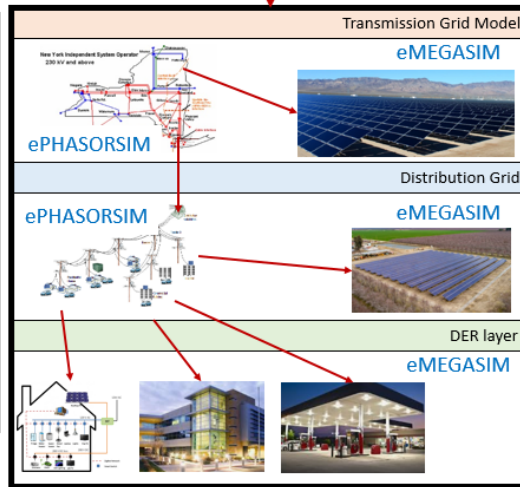 Transmission Grid Model
New York Independent System Operator
230 kV and above
eMEGASIM
ePHASORSIM
Distribution Grid
ePHASORSIM
eMEGASIM
DER layer
eMEGASIM